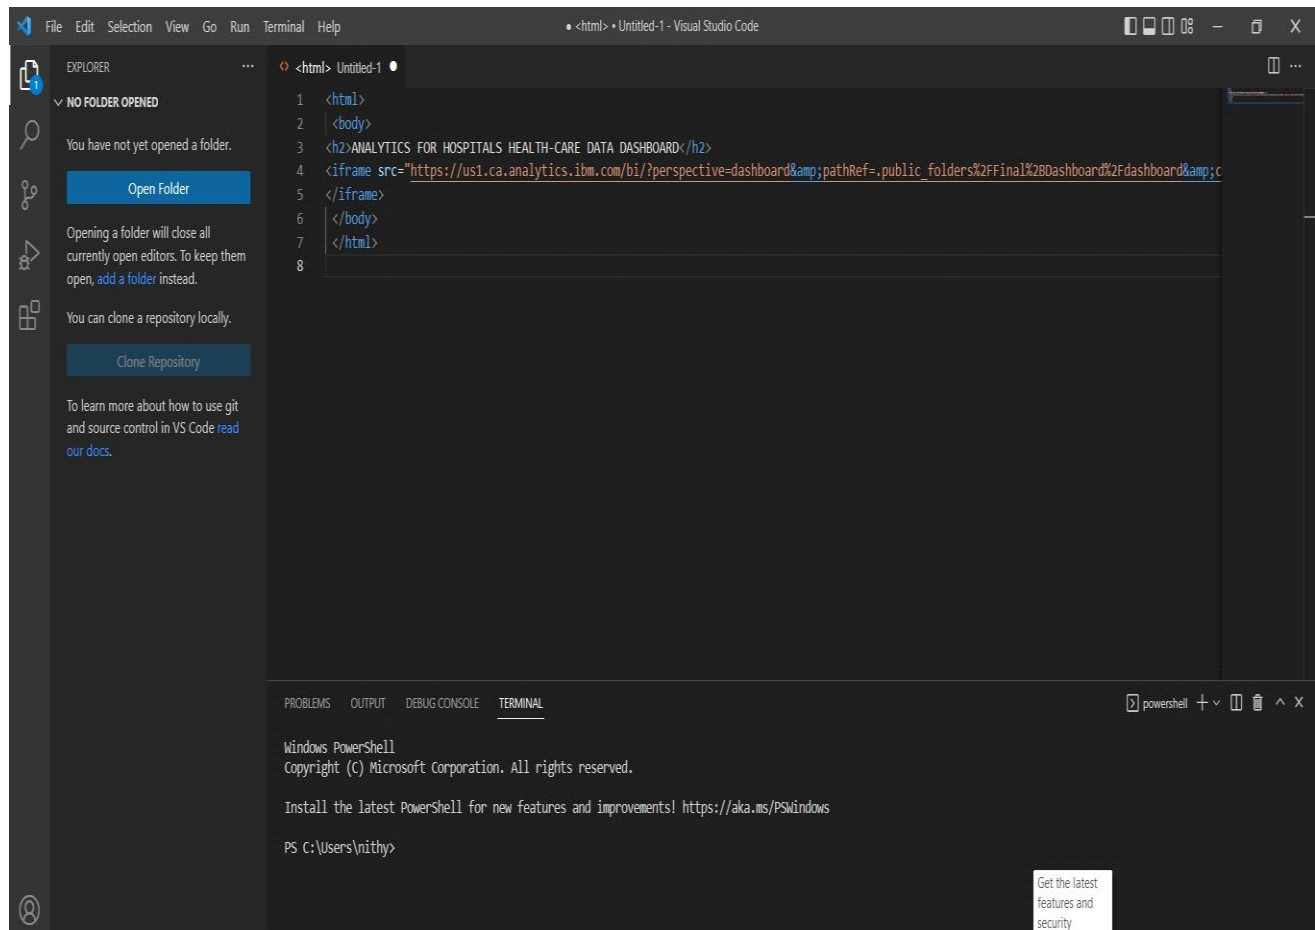 File Edit Selection View Go Run Terminal Help
● <html> • Untitled-1 - Visual Studio Code
EXPLORER
NO FOLDER OPENED
You have not yet opened a folder.
Open Folder
Opening a folder will close all
currently open editors. To keep them
open, add a folder instead.
You can clone a repository locally.
Clone Repository
To learn more about how to use git
and source control in VS Code read
our docs.
1
<html> Untitled-1 ●
1 <html>
2 <body>
3 <h2>ANALYTICS FOR HOSPITALS HEALTH-CARE DATA DASHBOARD</h2>
4 <iframe src="https://us1.ca.analytics.ibm.com/bi/?perspective=dashboard&amp;pathRef=.public_folders%2FFinal%2BDashboard%2Fdashboard&amp;c
5 </iframe>
6 </body>
7 </html>
8
PROBLEMS OUTPUT DEBUG CONSOLE TERMINAL
powershell
Windows PowerShell
Copyright (C) Microsoft Corporation. All rights reserved.
Install the latest PowerShell for new features and improvements! https://aka.ms/PSWindows
PS C:\Users\nithy>
Get the latest
features and
security